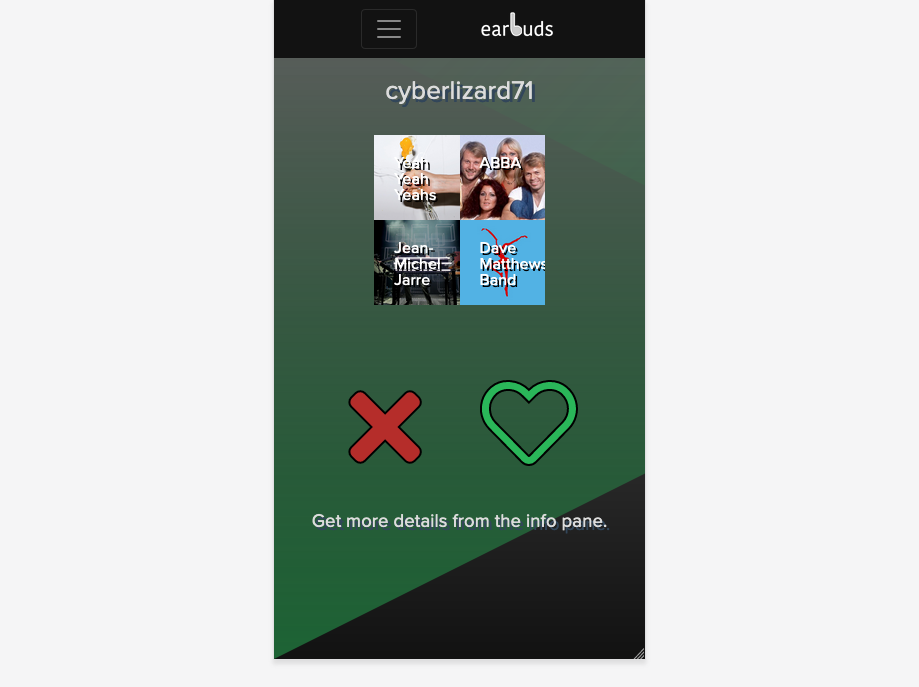 earbuds
cyberlizard71
Yeah
Yeah
Yeahs
ABBA
Jean-
Michel
Jarre
Dave
Matthews
Band
Get more details from the info pane.